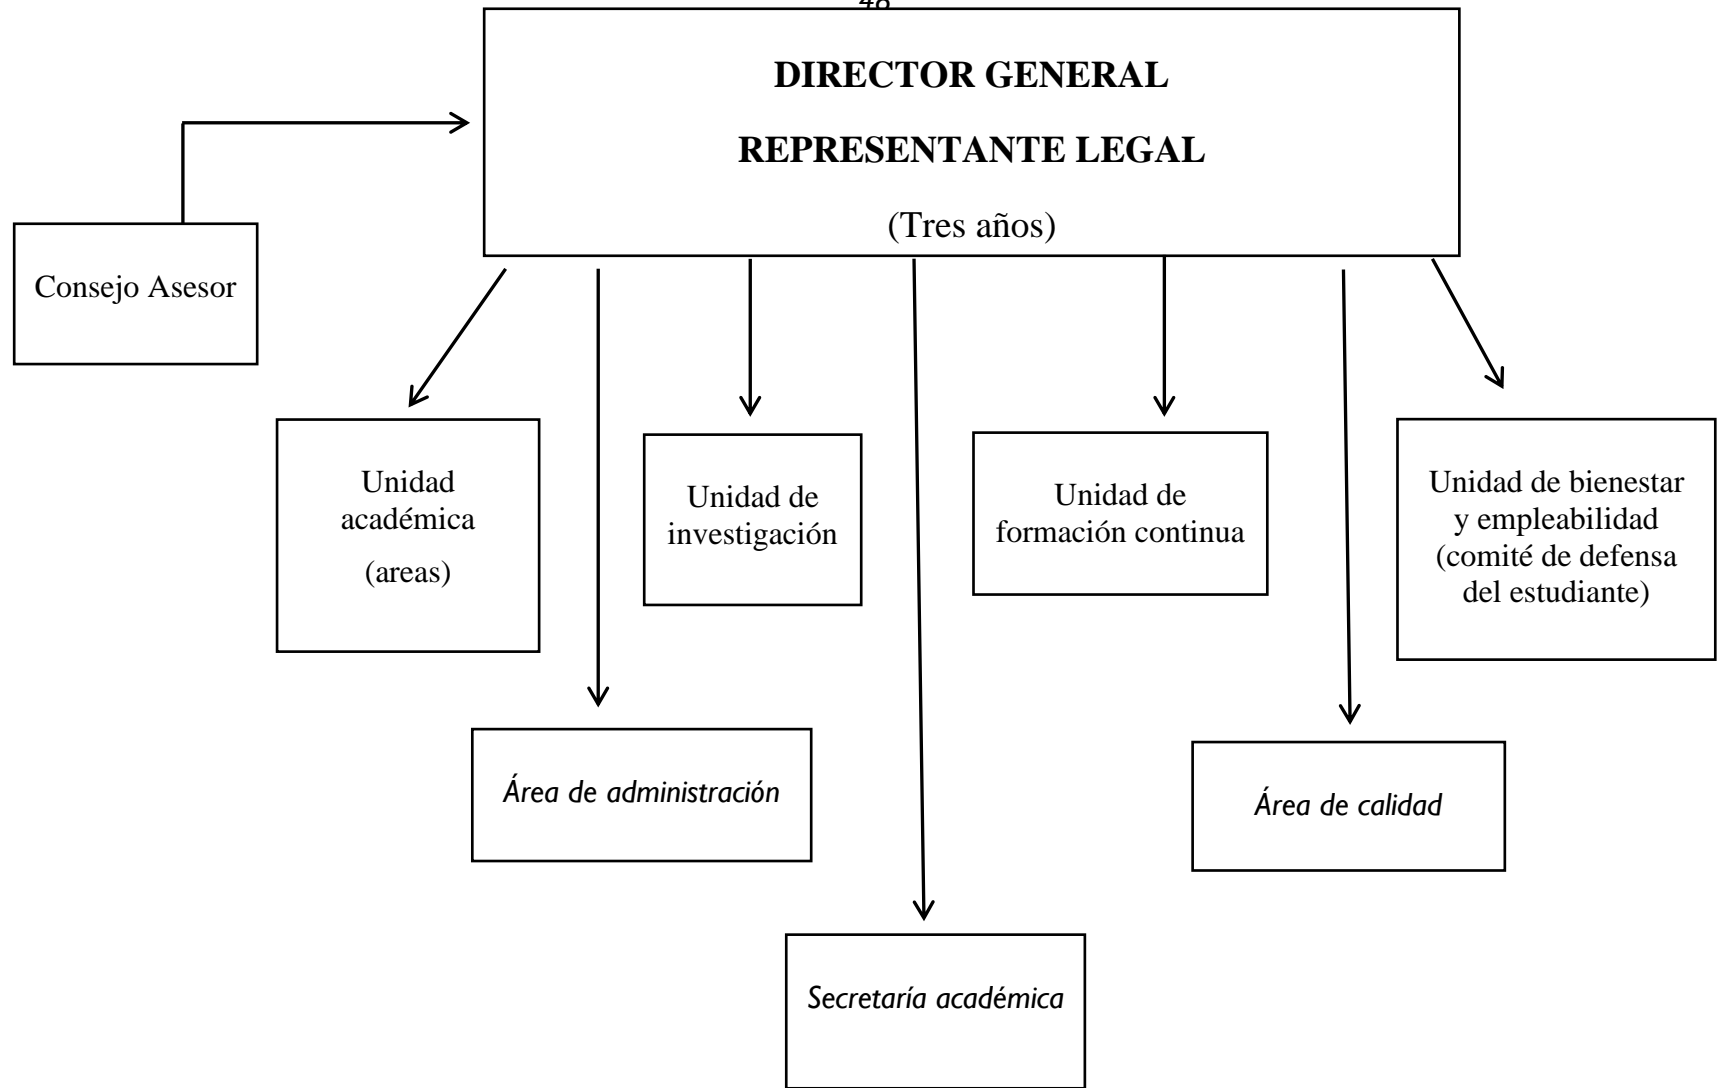 DIRECTOR GENERAL
REPRESENTANTE LEGAL
(Tres años)
Consejo Asesor
Unidad
académica
(areas)
Unidad de
investigación
Unidad de
formación continua
Unidad de bienestar
y empleabilidad
(comité de defensa
del estudiante)
Área de administración
Área de calidad
Secretaría académica